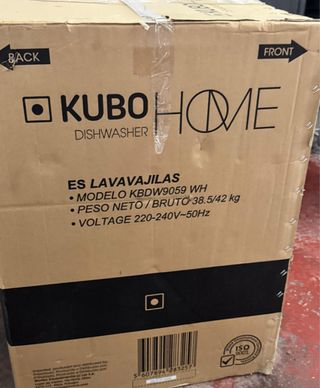 BACK
FRONT
KUBO HOME
DISHWASHER
ES LAVAVAJILAS
• MODELO KBDW9059 WH
• PESO NETO / BRUTO 38.5/42 kg
• VOLTAGE 220-240V~50Hz
ISO